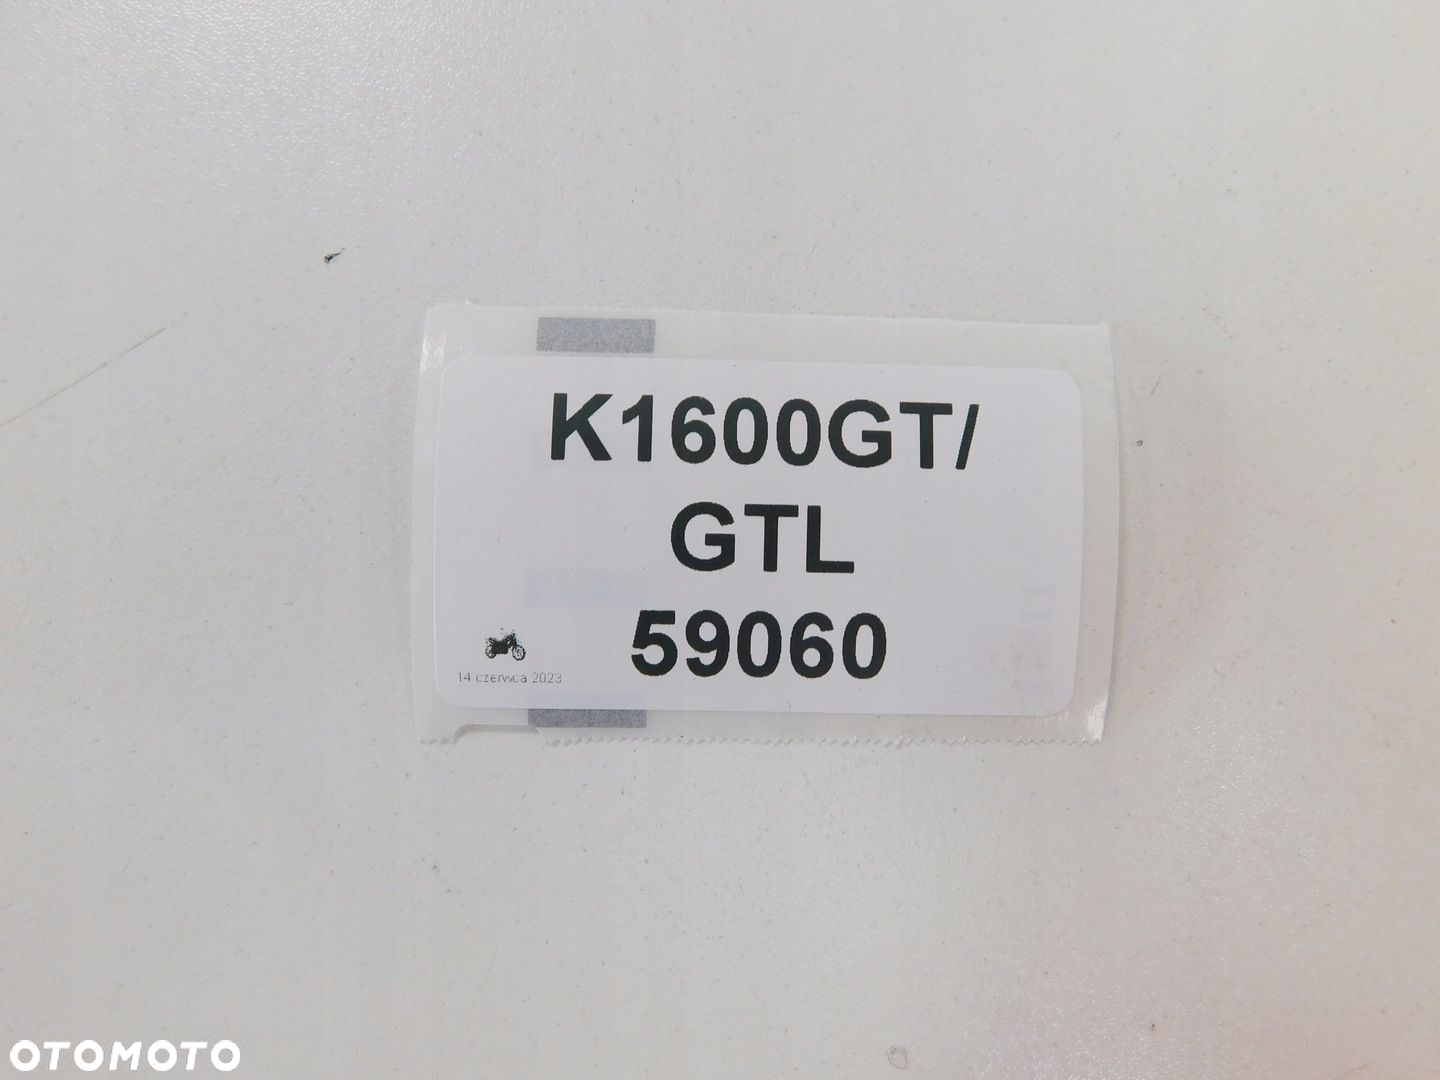 K1600GT/
GTL
59060
14 czerwca 2023
OTOMOTO